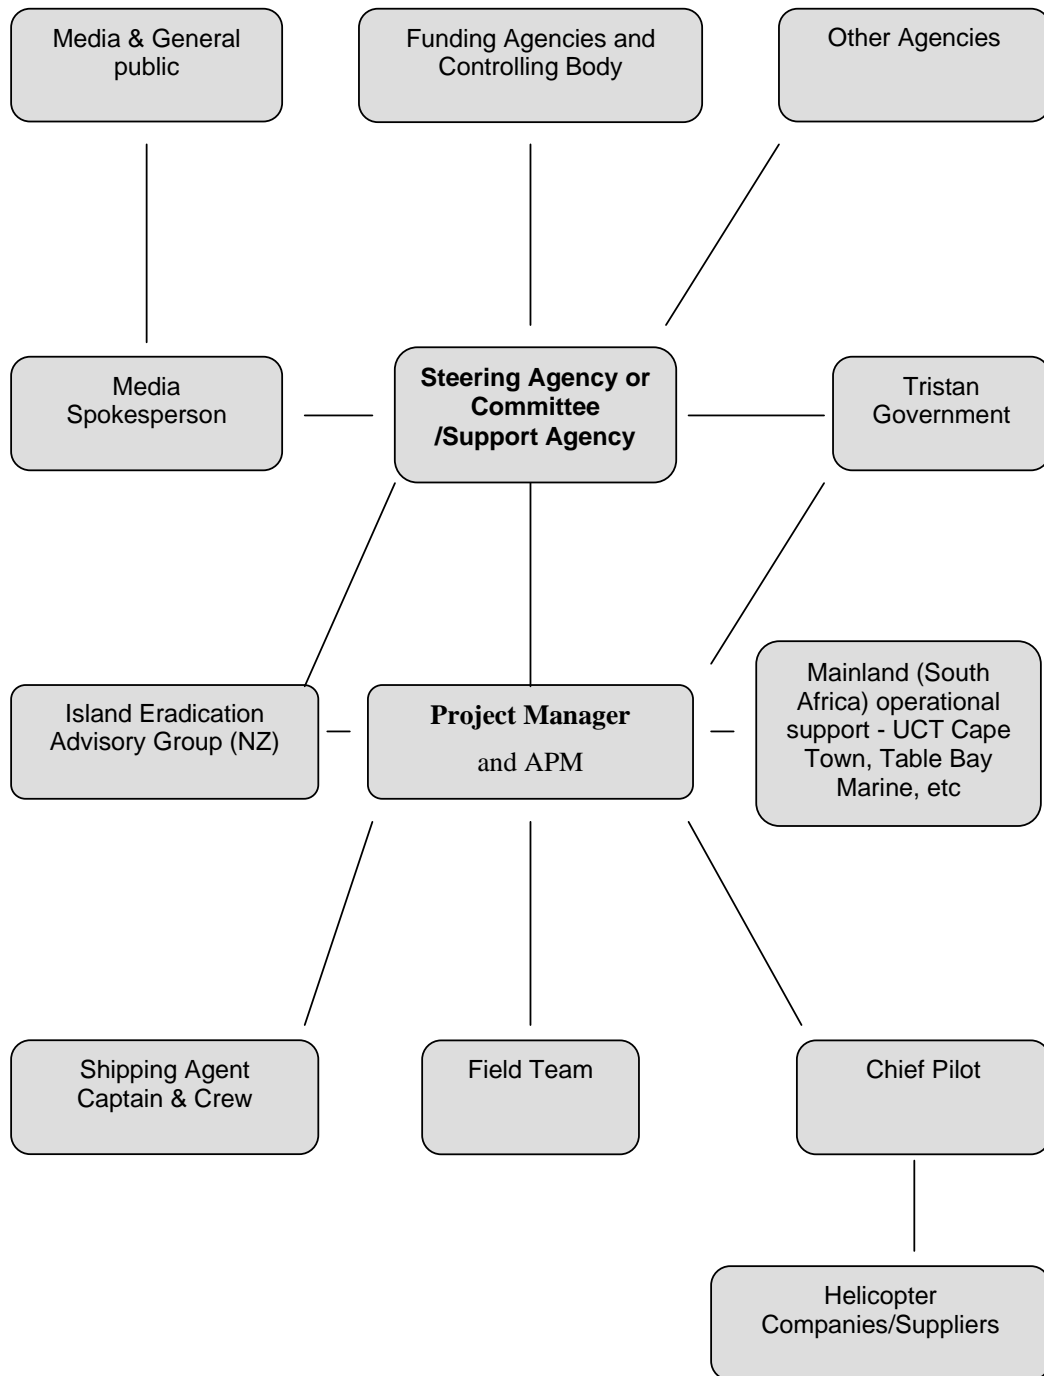 Media & General
public
Funding Agencies and
Controlling Body
Other Agencies
Media
Spokesperson
Steering Agency or
Committee
/Support Agency
Tristan
Government
Island Eradication
Advisory Group (NZ)
Project Manager
and APM
Mainland (South
Africa) operational
support - UCT Cape
Town, Table Bay
Marine, etc
Shipping Agent
Captain & Crew
Field Team
Chief Pilot
Helicopter
Companies/Suppliers